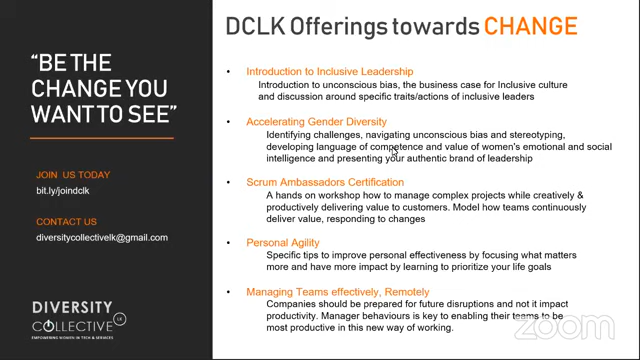 DCLK Offerings towards CHANGE
“BE THE
CHANGE YOU
WANT TO SEE”
JOIN US TODAY
bit.ly/joindclk
CONTACT US
diversitycollectivelk@gmail.com
DIVERSITY
COLLECTIVE LK
EMPOWERING WOMEN IN TECH & SERVICES
• Introduction to Inclusive Leadership
Introduction to unconscious bias, the business case for Inclusive culture
and discussion around specific traits/actions of inclusive leaders
• Accelerating Gender Diversity
Identifying challenges, navigating unconscious bias and stereotyping,
developing language of competence and value of women's emotional and social
intelligence and presenting your authentic brand of leadership
• Scrum Ambassadors Certification
A hands on workshop how to manage complex projects while creatively &
productively delivering value to customers. Model how teams continuously
deliver value, responding to changes
• Personal Agility
Specific tips to improve personal effectiveness by focusing what matters
more and have more impact by learning to prioritize your life goals
• Managing Teams effectively, Remotely
Companies should be prepared for future disruptions and not it impact
productivity. Manager behaviours is key to enabling their teams to be
most productive in this new way of working.
zoom